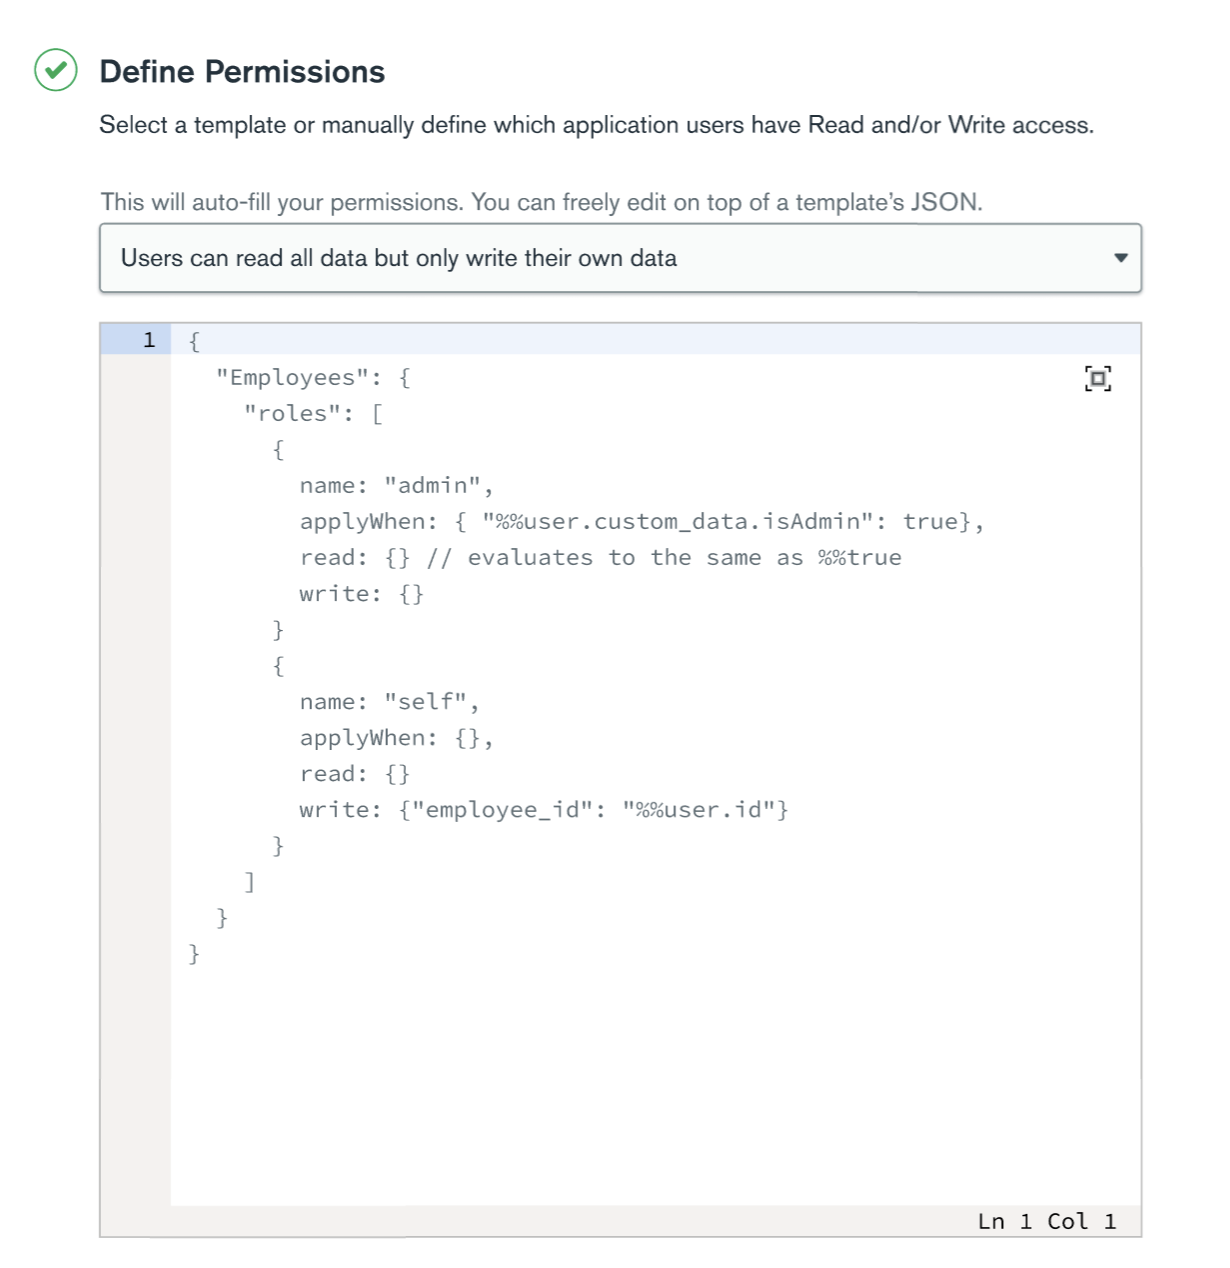 Define Permissions
Select a template or manually define which application users have Read and/or Write access.
This will auto-fill your permissions. You can freely edit on top of a template's JSON.
Users can read all data but only write their own data
1 {
"Employees": {
"roles": [
{
name: "admin",
applyWhen: { "%%user.custom_data.isAdmin": true},
read: {} // evaluates to the same as %%true
write: {}
}
{
name: "self",
applyWhen: {},
read: {}
write: {"employee_id": "%%user.id"}
}
]
}
}
Ln 1 Col 1